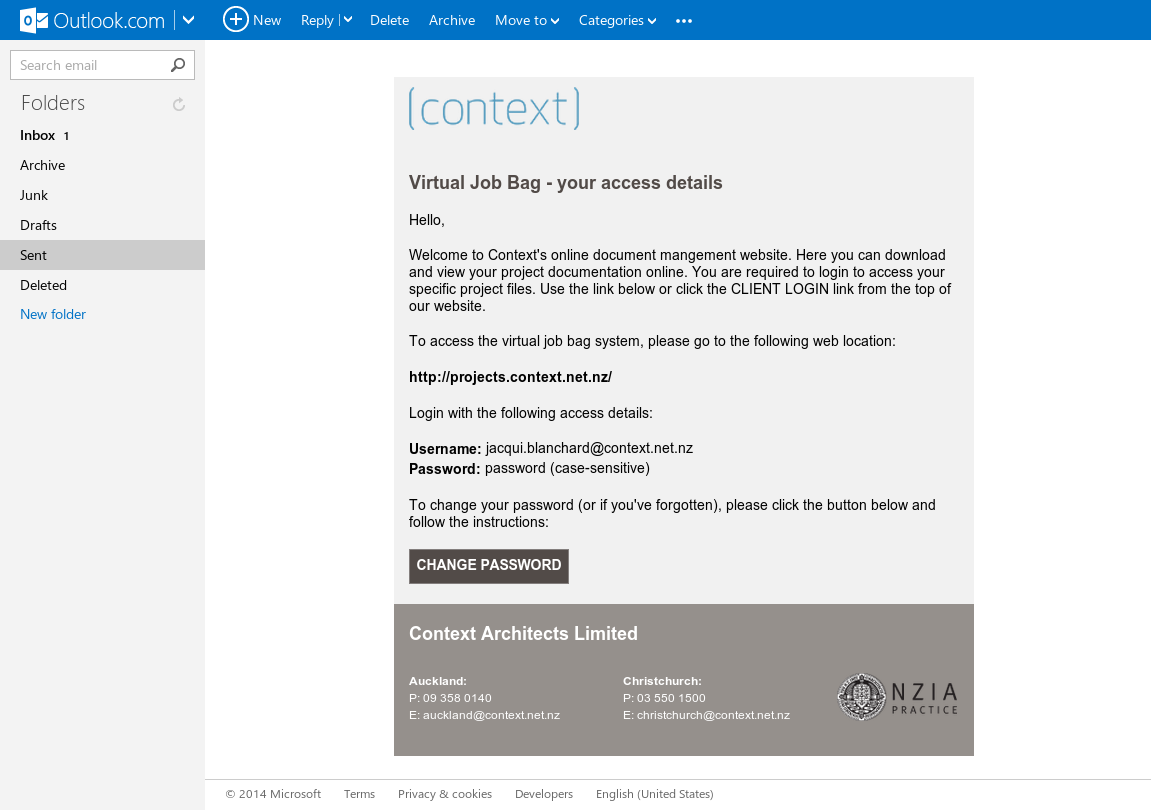 Outlook.com
New Reply Delete Archive Move to Categories •••
Search email
Folders
Inbox 1
Archive
Junk
Drafts
Sent
Deleted
New folder
(context)
Virtual Job Bag - your access details
Hello,
Welcome to Context's online document mangement website. Here you can download
and view your project documentation online. You are required to login to access your
specific project files. Use the link below or click the CLIENT LOGIN link from the top of
our website.
To access the virtual job bag system, please go to the following web location:
http://projects.context.net.nz/
Login with the following access details:
Username: jacqui.blanchard@context.net.nz
Password: password (case-sensitive)
To change your password (or if you've forgotten), please click the button below and
follow the instructions:
CHANGE PASSWORD
Context Architects Limited
Auckland:
P: 09 358 0140
E: auckland@context.net.nz
Christchurch:
P: 03 550 1500
E: christchurch@context.net.nz
NZIA
PRACTICE
© 2014 Microsoft Terms Privacy & cookies Developers English (United States)